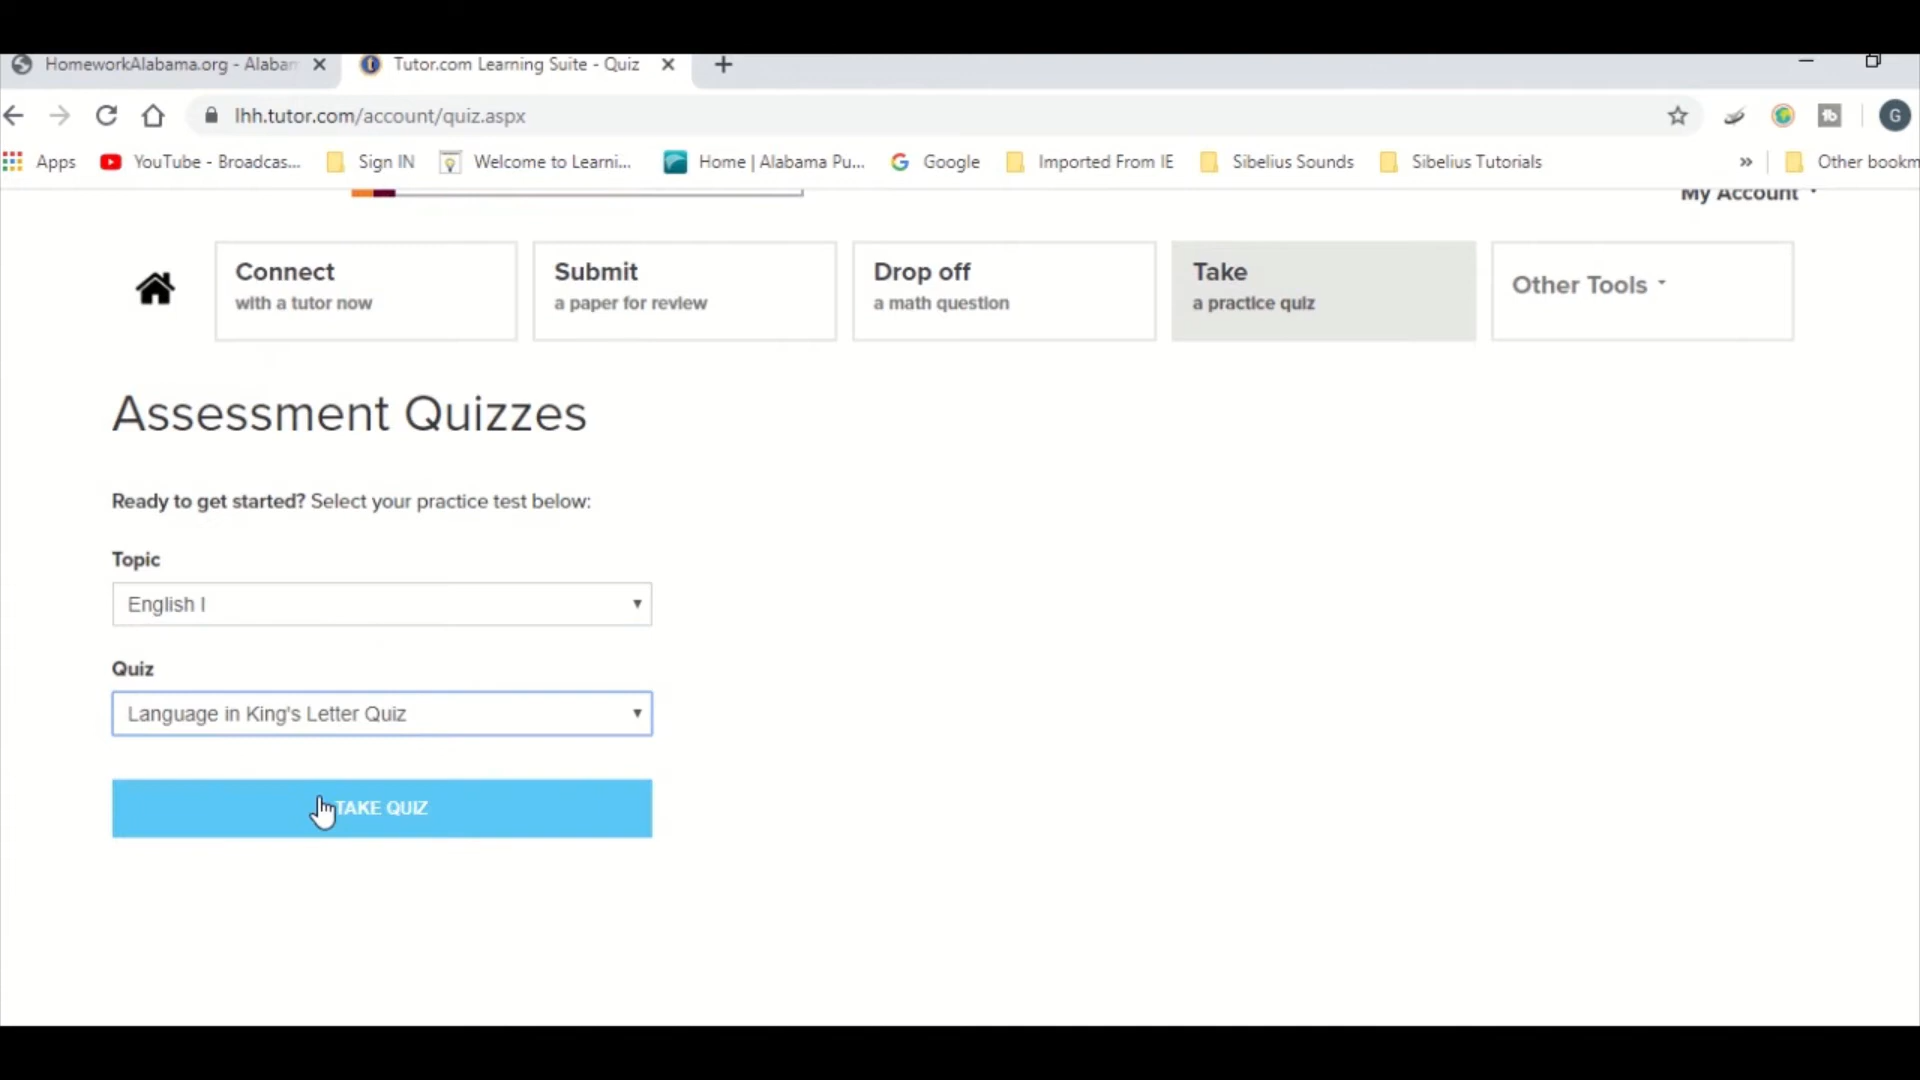 HomeworkAlabama.org - Alaban
Tutor.com Learning Suite - Quiz
lhh.tutor.com/account/quiz.aspx
G
Apps
YouTube - Broadcas...
Sign IN
Welcome to Learni...
Home | Alabama Pu...
Google
Imported From IE
Sibelius Sounds
Sibelius Tutorials
»
Other bookm
My Account
Connect
with a tutor now
Submit
a paper for review
Drop off
a math question
Take
a practice quiz
Other Tools
Assessment Quizzes
Ready to get started? Select your practice test below:
Topic
English I
Quiz
Language in King's Letter Quiz
TAKE QUIZ